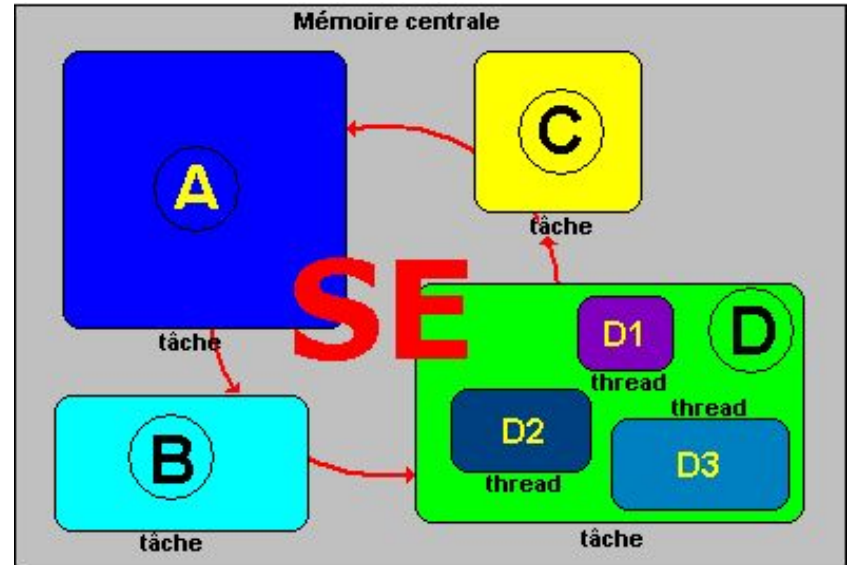 Mémoire centrale
A
tâche
C
tâche
SE
B
tâche
D
D1
thread
D2
thread
thread
D3
tâche